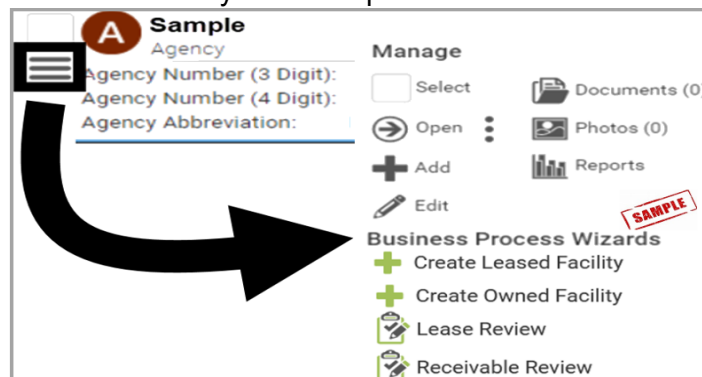 A
Sample
Agency
Agency Number (3 Digit):
Agency Number (4 Digit):
Agency Abbreviation:
Manage
Select
Documents (0)
Open
Photos (0)
Add
Reports
Edit
SAMPLE
Business Process Wizards
Create Leased Facility
Create Owned Facility
Lease Review
Receivable Review